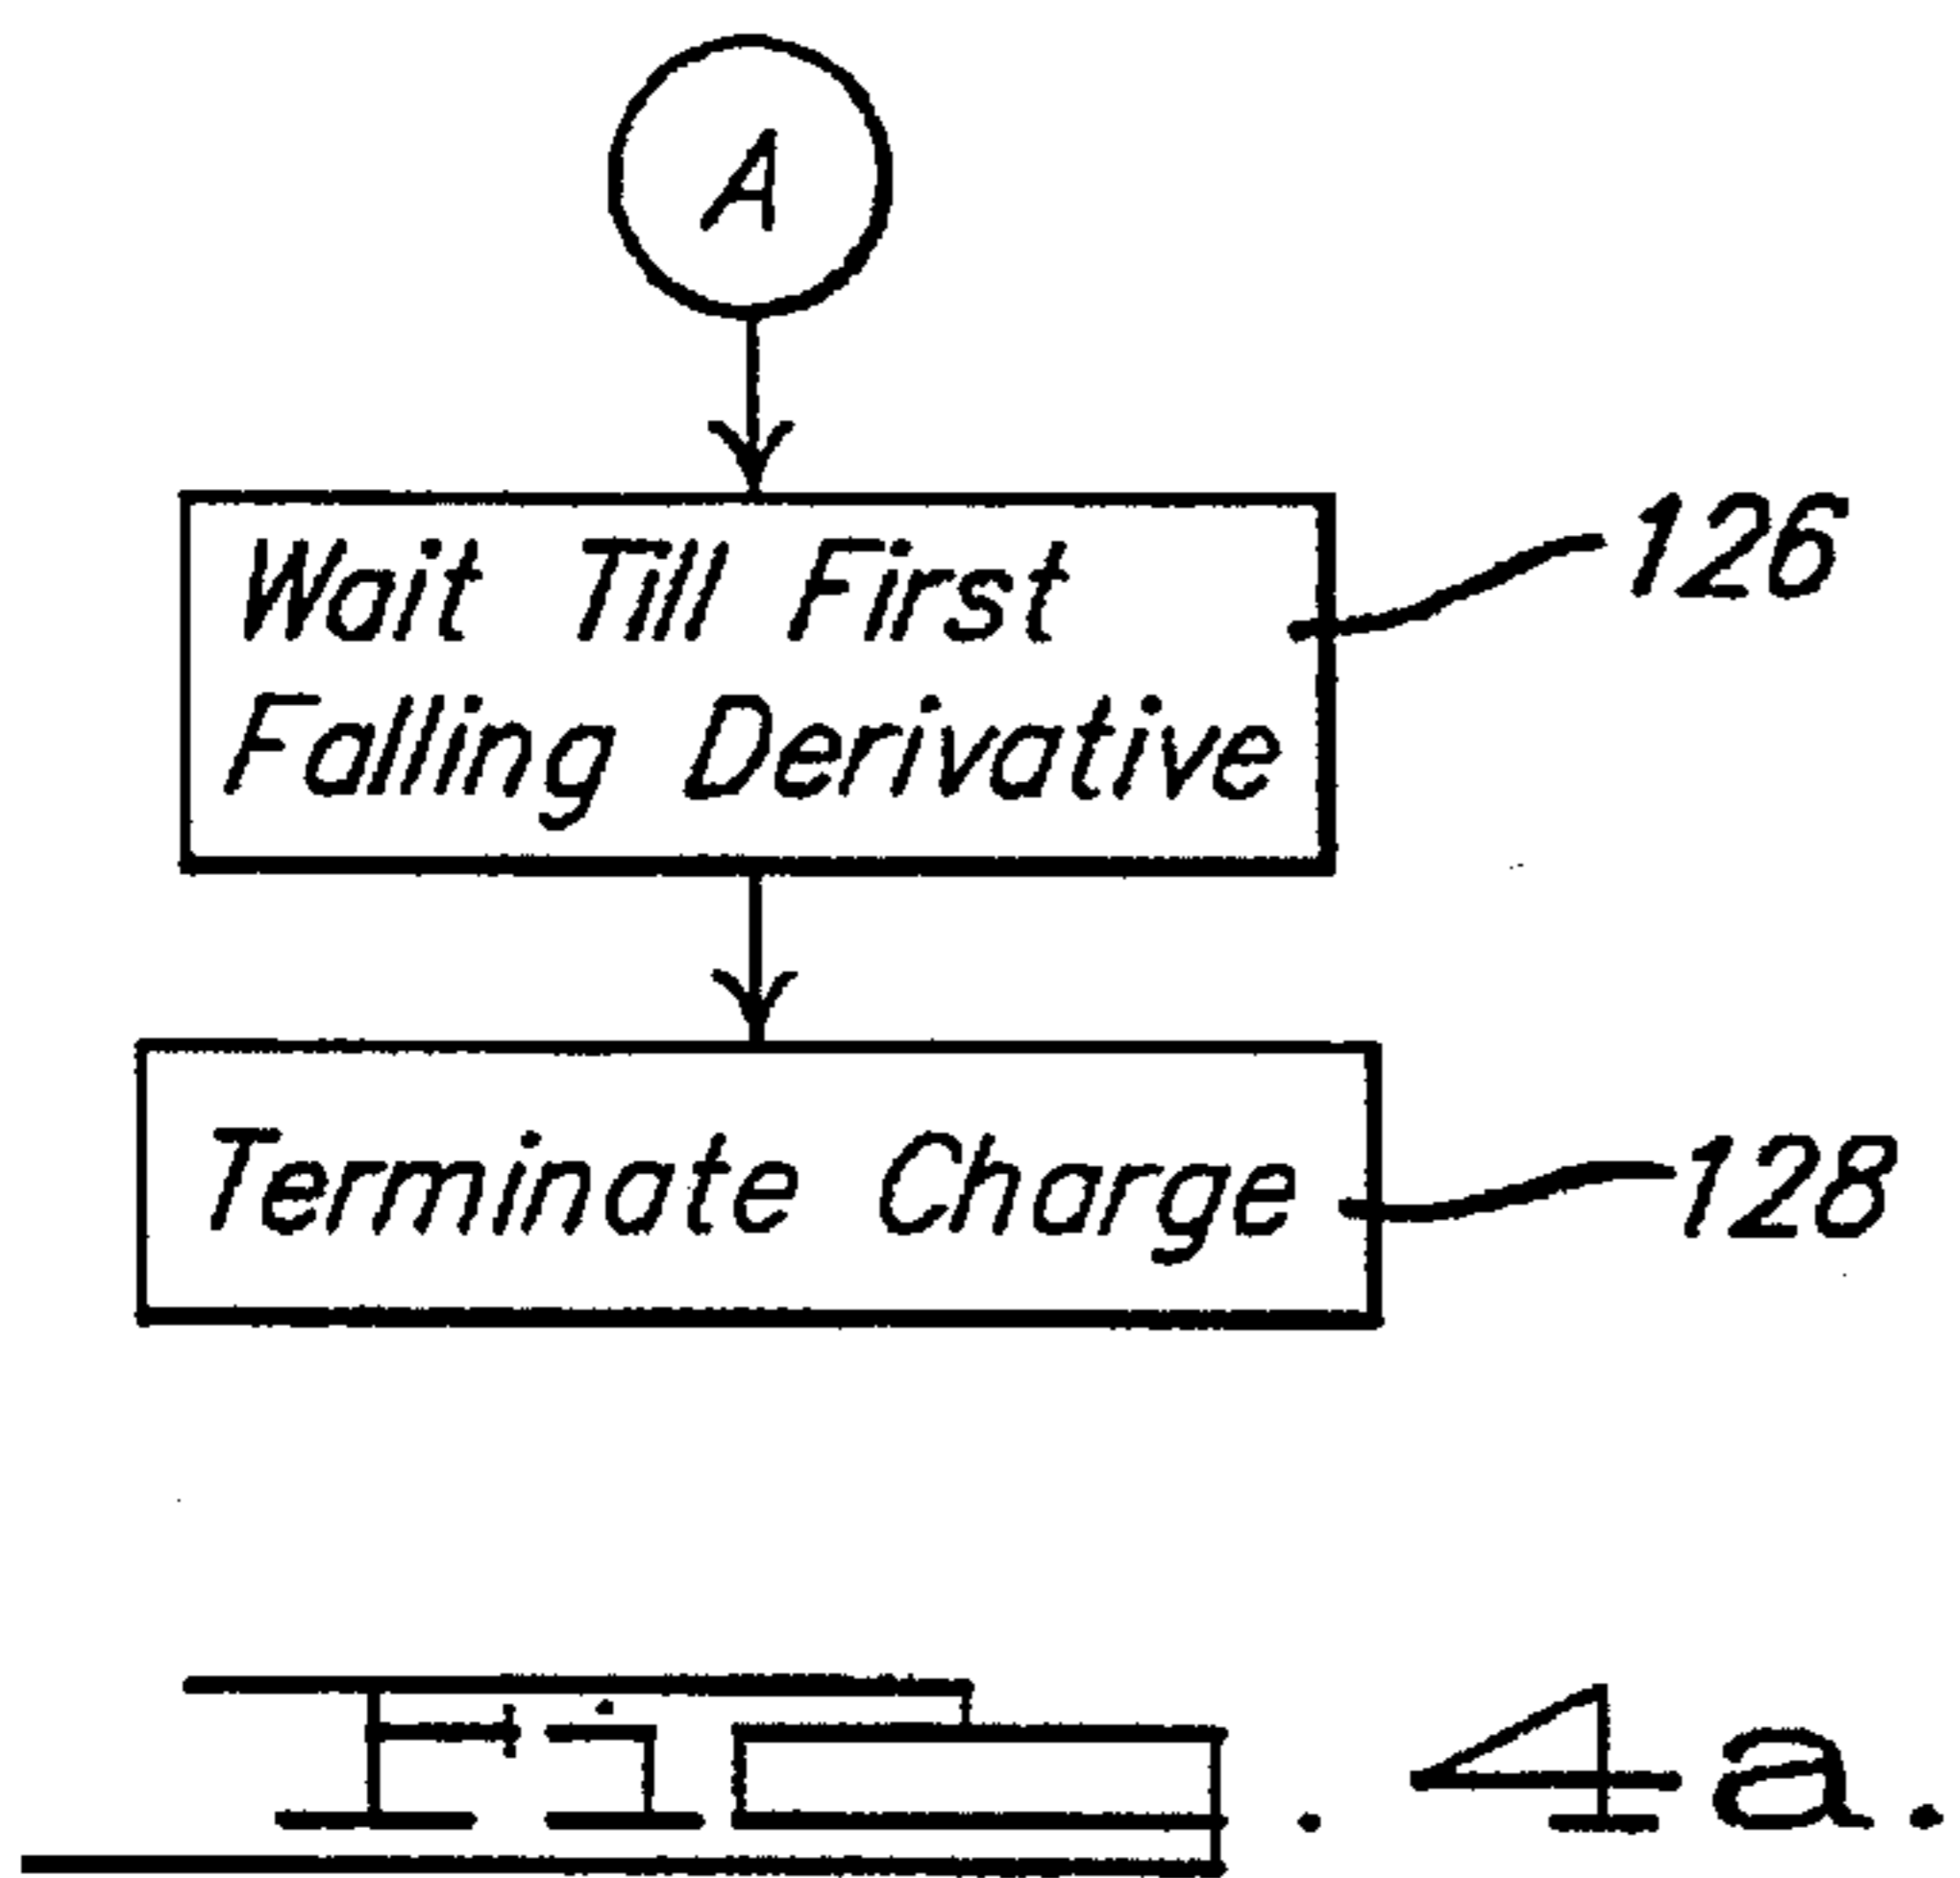 A
Wait Till First
Falling Derivative
126
Terminate Charge
128
Fig. 4a.